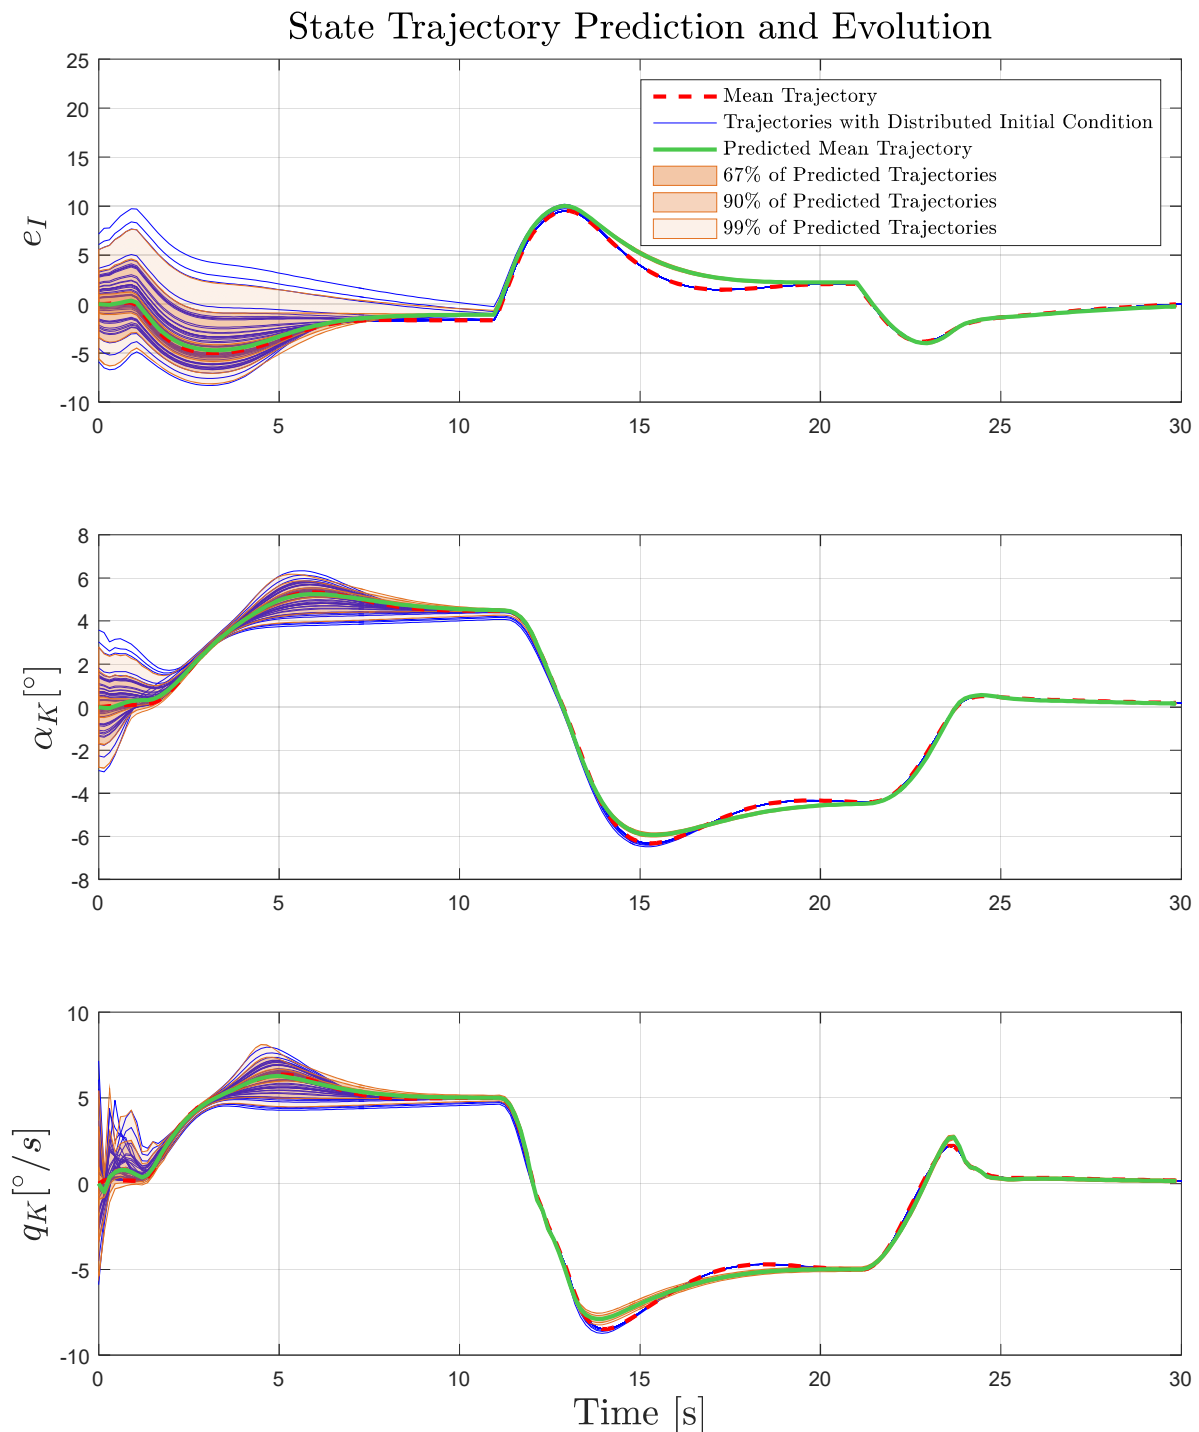 State Trajectory Prediction and Evolution
25
20
15
10
5
0
-5
-10
e_I
Mean Trajectory
Trajectories with Distributed Initial Condition
Predicted Mean Trajectory
67% of Predicted Trajectories
90% of Predicted Trajectories
99% of Predicted Trajectories
0 5 10 15 20 25 30
8
6
4
2
0
-2
-4
-6
-8
α_K[°]
0 5 10 15 20 25 30
10
5
0
-5
-10
q_K[°/s]
0 5 10 15 20 25 30
Time [s]